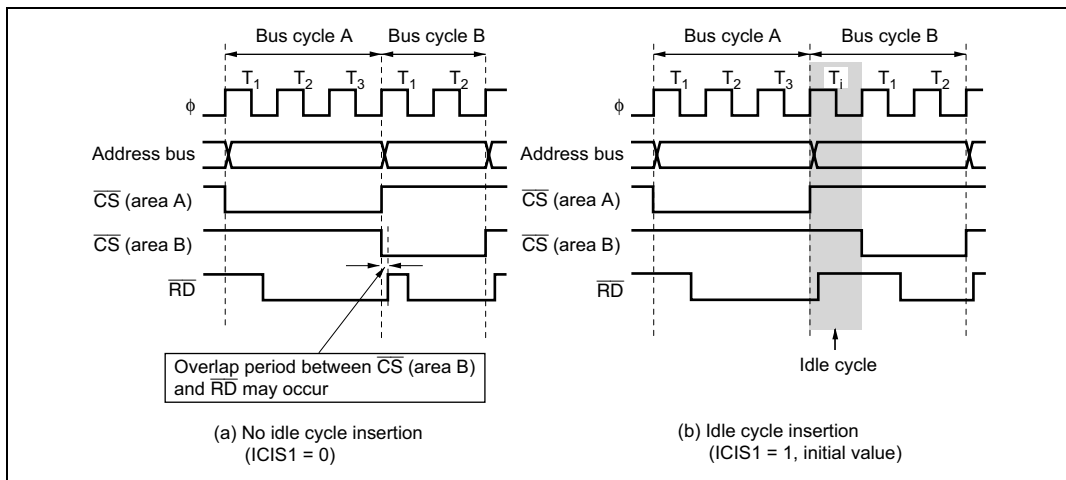 Bus cycle A Bus cycle B
T1 T2 T3 T1 T2
ϕ
Address bus
CS (area A)
CS (area B)
RD
Overlap period between CS (area B)
and RD may occur
(a) No idle cycle insertion
(ICIS1 = 0)
Bus cycle A Bus cycle B
T1 T2 T3 Ti T1 T2
ϕ
Address bus
CS (area A)
CS (area B)
RD
Idle cycle
(b) Idle cycle insertion
(ICIS1 = 1, initial value)